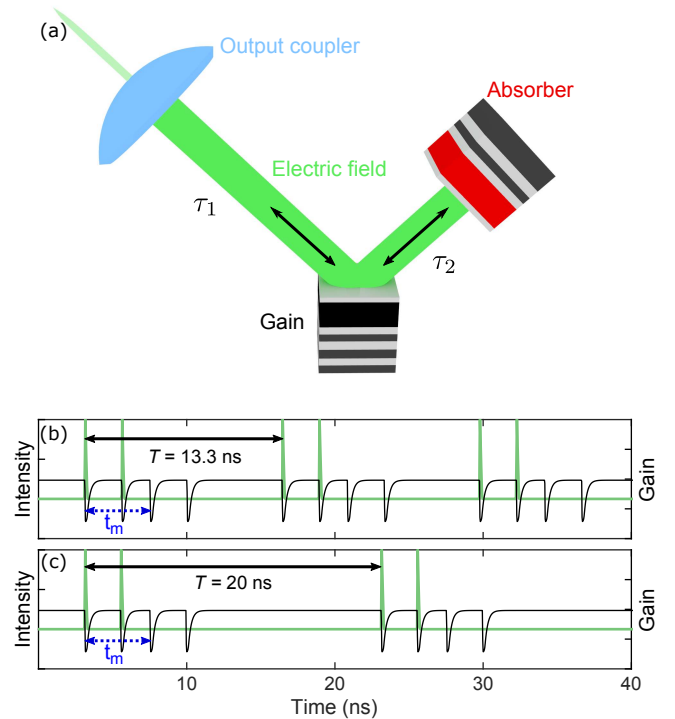 (a)
Output coupler
Absorber
Electric field
τ1
τ2
Gain
(b)
Intensity
T = 13.3 ns
tm
Gain
(c)
Intensity
T = 20 ns
tm
Gain
10 20 30 40
Time (ns)